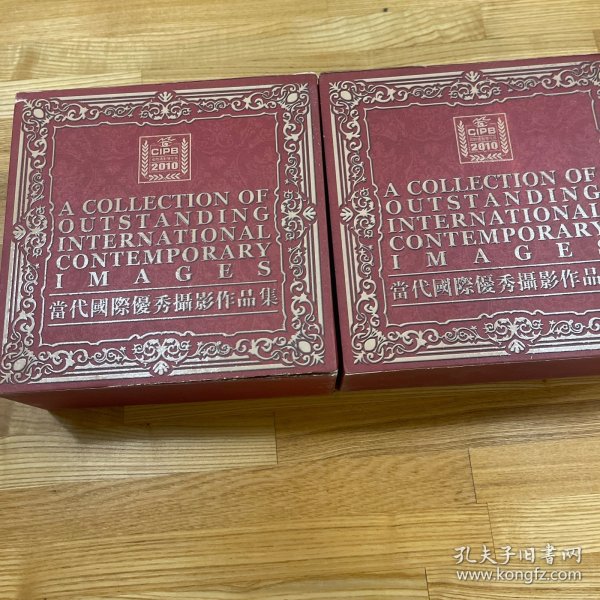 CIPB
2010
A COLLECTION OF
OUTSTANDING
INTERNATIONAL
CONTEMPORARY
IMAGES
當代國際優秀攝影作品集
CIPB
2010
A COLLECTION OF
OUTSTANDING
INTERNATIONAL
CONTEMPORARY
IMAGES
當代國際優秀攝影作品
孔夫子旧书网
www.kongfz.com